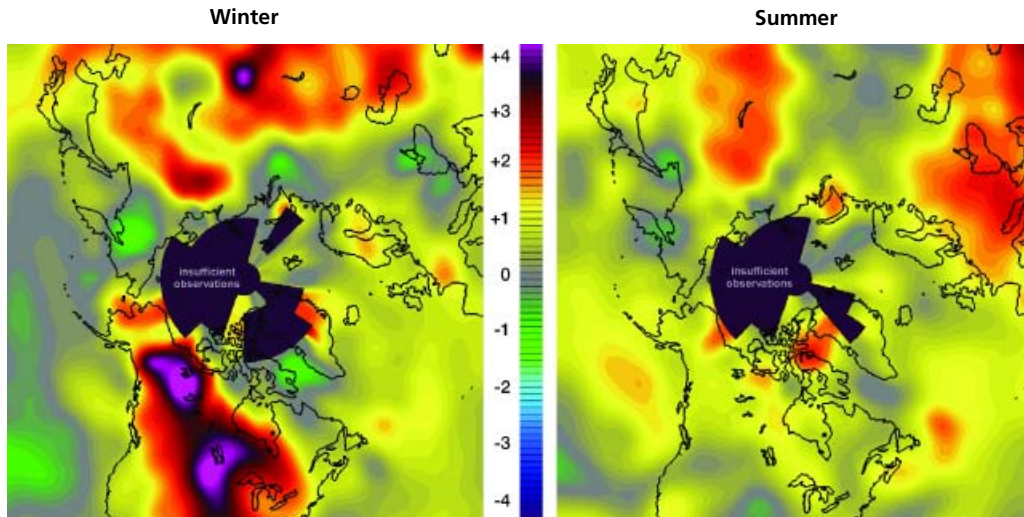 Winter
Summer
+4
+3
+2
+1
0
-1
-2
-3
-4
insufficient
observations
insufficient
observations